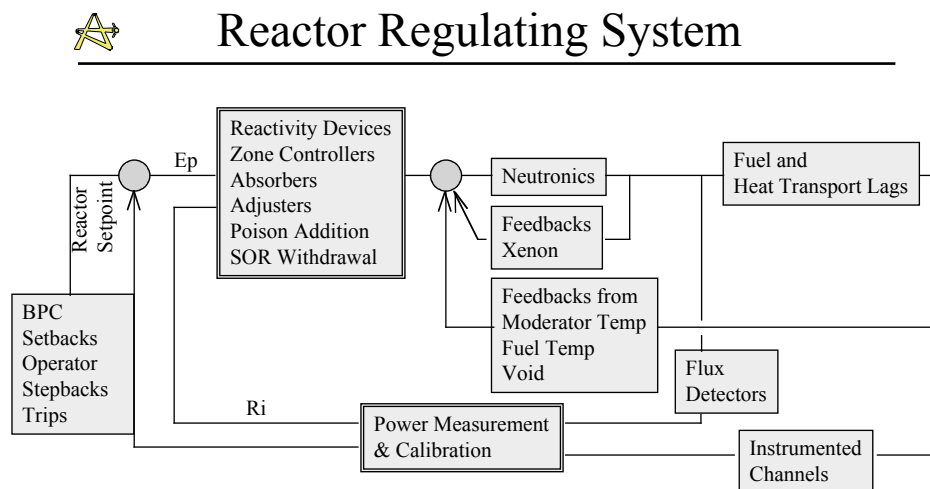 Reactor Regulating System
Ep
Reactor
Setpoint
BPC
Setbacks
Operator
Stepbacks
Trips
Reactivity Devices
Zone Controllers
Absorbers
Adjusters
Poison Addition
SOR Withdrawal
Neutronics
Feedbacks
Xenon
Feedbacks from
Moderator Temp
Fuel Temp
Void
Fuel and
Heat Transport Lags
Flux
Detectors
Ri
Power Measurement
& Calibration
Instrumented
Channels